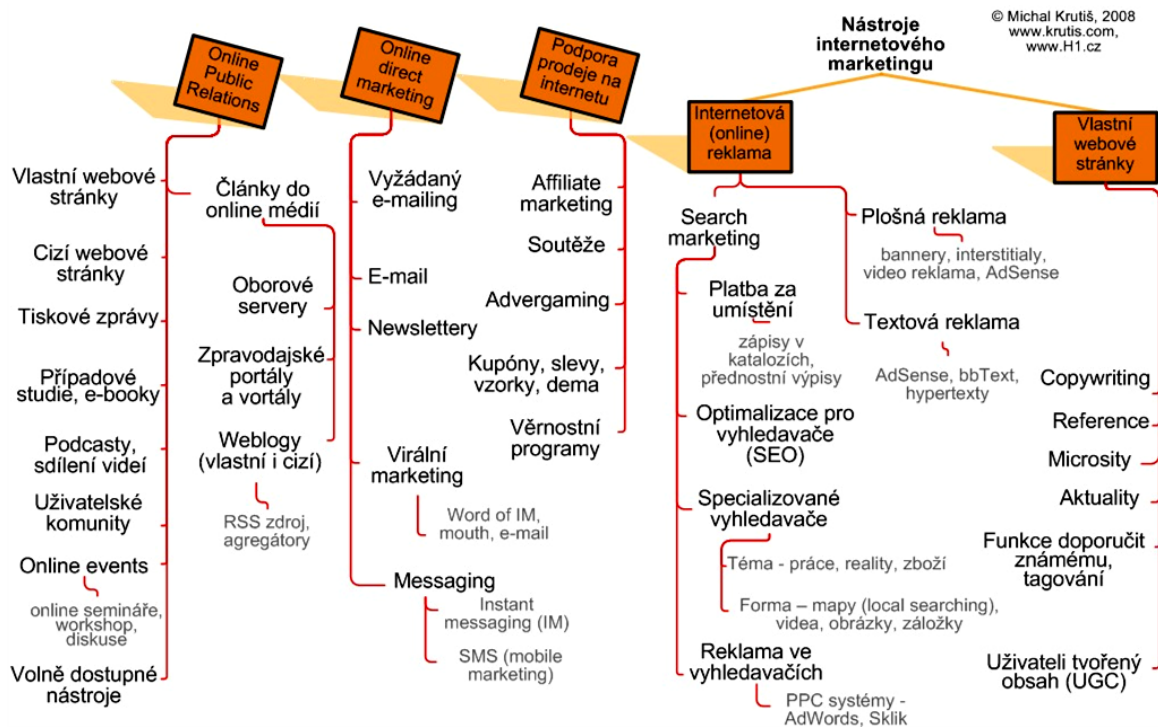 Nástroje
internetového
marketingu
© Michal Krutiš, 2008
www.krutis.com,
www.H1.cz
Online
Public
Relations
Vlastní webové
stránky
Cizí webové
stránky
Tiskové zprávy
Případové
studie, e-booky
Podcasty,
sdílení videí
Uživatelské
komunity
Online events
online semináře,
workshop,
diskuse
Volně dostupné
nástroje
Články do
online médií
Oborové
servery
Zpravodajské
portály
a vortály
Weblogy
(vlastní i cizí)
RSS zdroj,
agregátory
Online
direct
marketing
Vyžádaný
e-mailing
E-mail
Newslettery
Virální
marketing
Word of IM,
mouth, e-mail
Messaging
Instant
messaging (IM)
SMS (mobile
marketing)
Podpora
prodeje na
internetu
Affiliate
marketing
Soutěže
Advergaming
Kupóny, slevy,
vzorky, dema
Věrnostní
programy
Internetová
(online)
reklama
Search
marketing
Platba za
umístění
zápisy v
katalozích,
přednostní výpisy
Optimalizace pro
vyhledavače
(SEO)
Specializované
vyhledavače
Téma - práce, reality, zboží
Forma – mapy (local searching),
videa, obrázky, záložky
Reklama ve
vyhledavačích
PPC systémy -
AdWords, Sklik
Plošná reklama
bannery, interstitialy,
video reklama, AdSense
Textová reklama
AdSense, bbText,
hypertexty
Vlastní
webové
stránky
Copywriting
Reference
Microsity
Aktuality
Funkce doporučit
známému,
tagování
Uživateli tvořený
obsah (UGC)